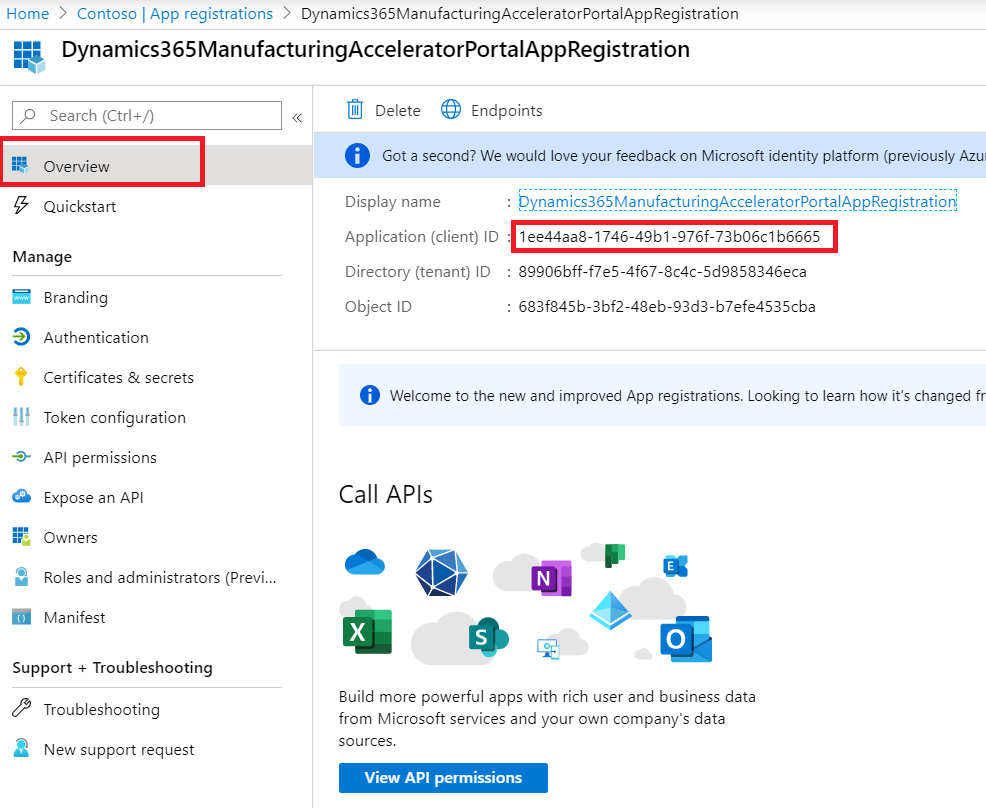 Home > Contoso | App registrations > Dynamics365ManufacturingAcceleratorPortalAppRegistration
Dynamics365ManufacturingAcceleratorPortalAppRegistration
Search (Ctrl+/)
«
Overview
Quickstart
Manage
Branding
Authentication
Certificates & secrets
Token configuration
API permissions
Expose an API
Owners
Roles and administrators (Previ...
Manifest
Support + Troubleshooting
Troubleshooting
New support request
Delete
Endpoints
Got a second? We would love your feedback on Microsoft identity platform (previously Azur
Display name : Dynamics365ManufacturingAcceleratorPortalAppRegistration
Application (client) ID : 1ee44aa8-1746-49b1-976f-73b06c1b6665
Directory (tenant) ID : 89906bff-f7e5-4f67-8c4c-5d9858346eca
Object ID : 683f845b-3bf2-48eb-93d3-b7efe4535cba
Welcome to the new and improved App registrations. Looking to learn how it's changed fr
Call APIs
N
E
X
S
O
Build more powerful apps with rich user and business data
from Microsoft services and your own company's data
sources.
View API permissions